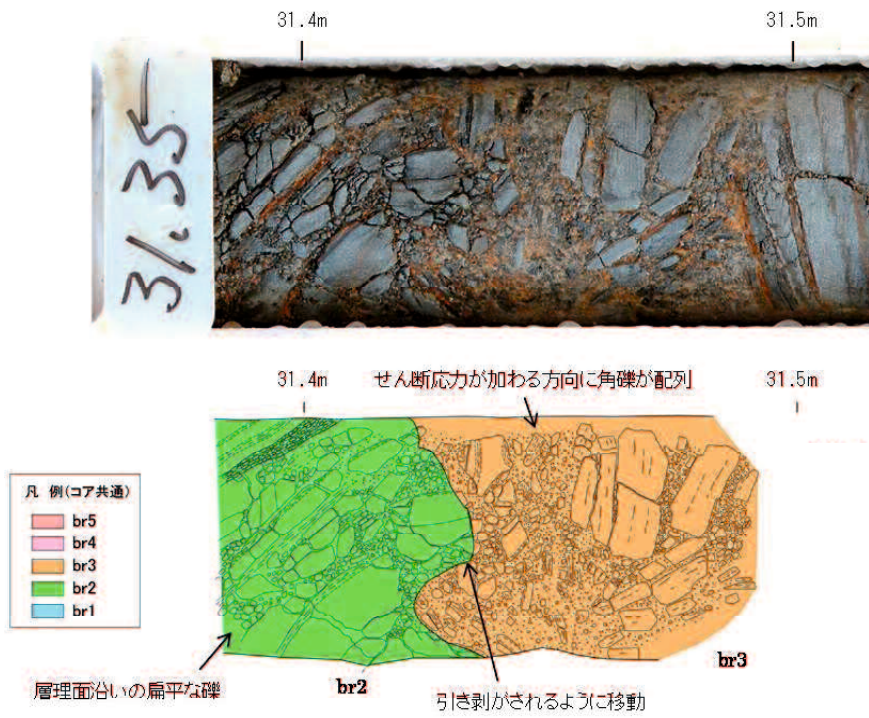 31.4m
31.5m
31.35
31.4m
せん断応力が加わる方向に角礫が配列
31.5m
凡 例(コア共通)
br5
br4
br3
br2
br1
層理面沿いの扁平な礫
br2
引き剥がされるように移動
br3